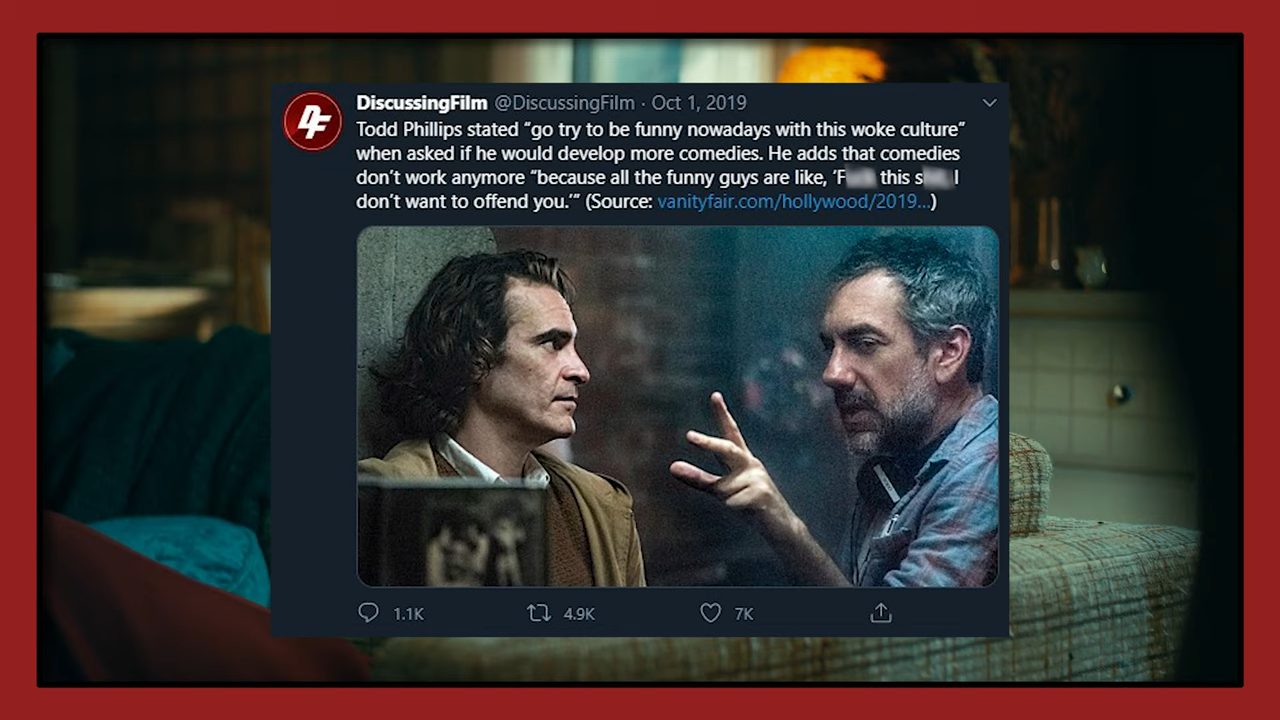 DF
DiscussingFilm @DiscussingFilm · Oct 1, 2019
Todd Phillips stated “go try to be funny nowadays with this woke culture”
when asked if he would develop more comedies. He adds that comedies
don’t work anymore “because all the funny guys are like, ‘F this s I
don’t want to offend you.’” (Source: vanityfair.com/hollywood/2019...)
1.1K 4.9K 7K